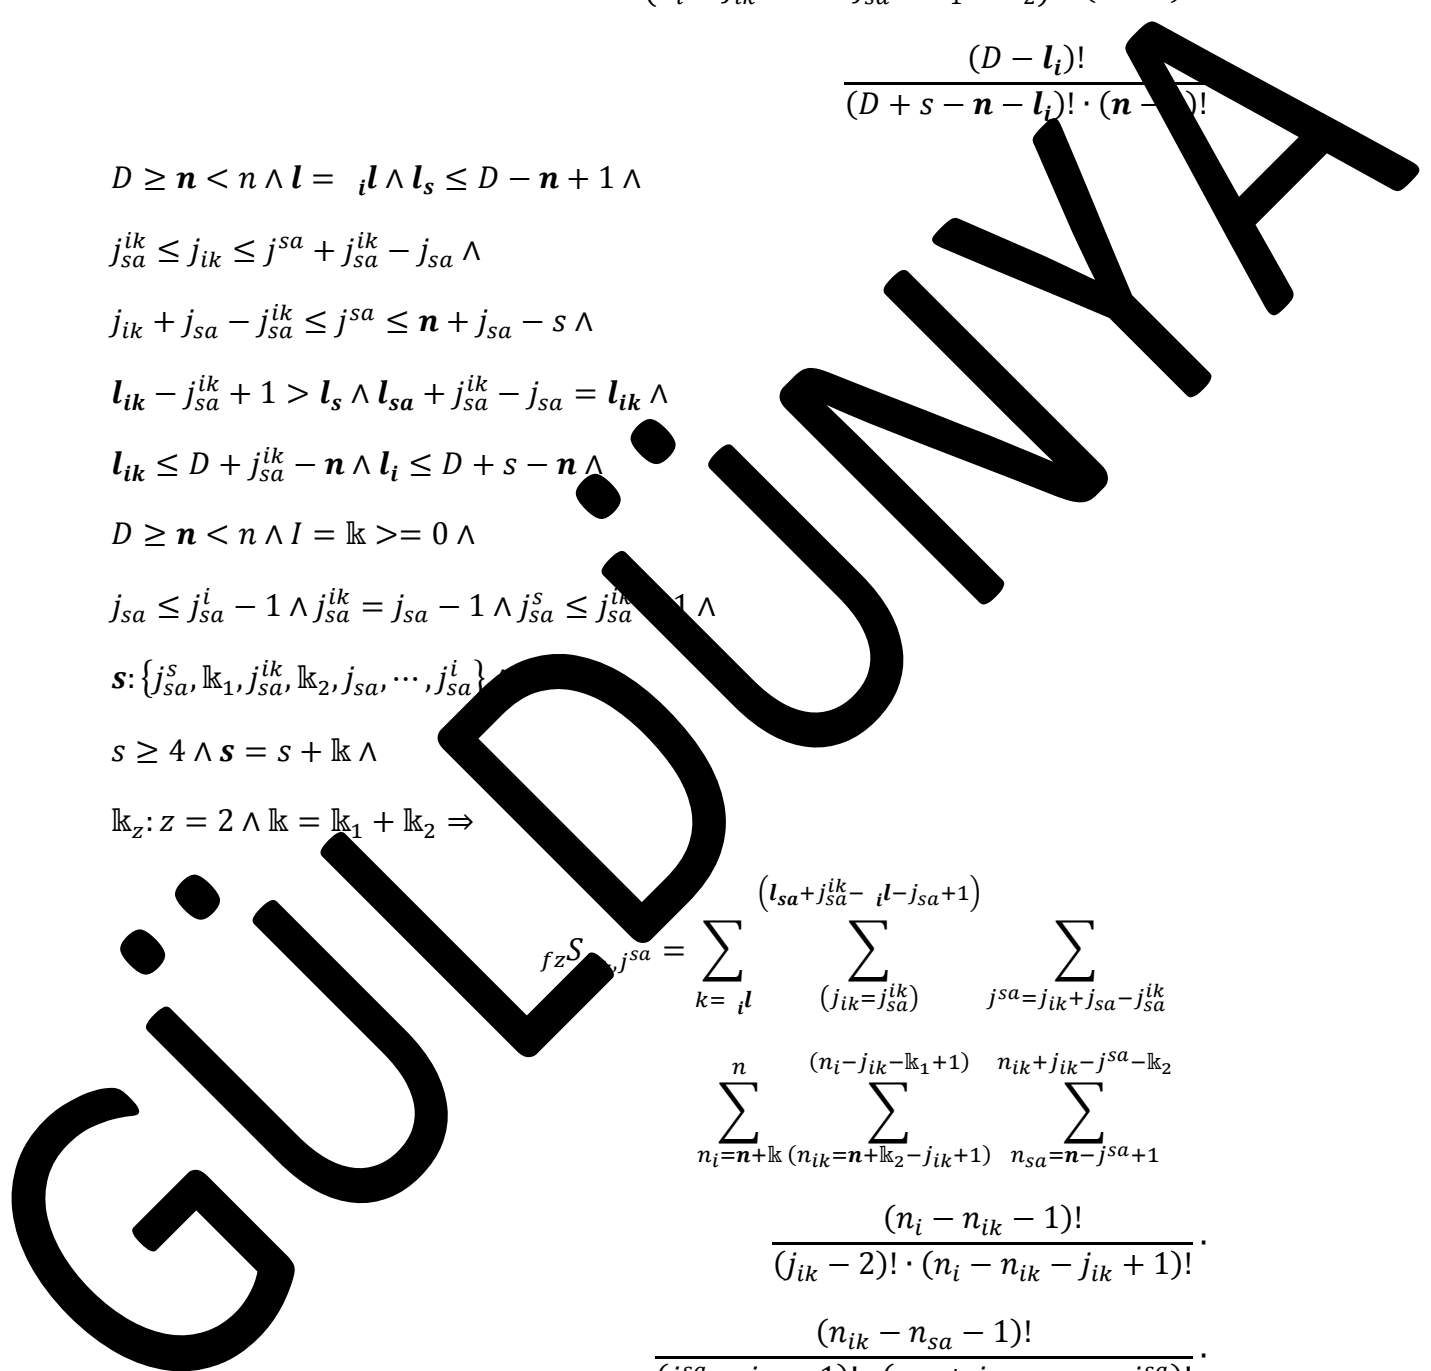 (D − l_i)!
(D + s − n − l_i)! · (n − )!
D ≥ n < n ∧ l = _il ∧ l_s ≤ D − n + 1 ∧
j_sa^ik ≤ j_ik ≤ j^sa + j_sa^ik − j_sa ∧
j_ik + j_sa − j_sa^ik ≤ j^sa ≤ n + j_sa − s ∧
l_ik − j_sa^ik + 1 > l_s ∧ l_sa + j_sa^ik − j_sa = l_ik ∧
l_ik ≤ D + j_sa^ik − n ∧ l_i ≤ D + s − n ∧
D ≥ n < n ∧ I = 𝕜 >= 0 ∧
j_sa ≤ j_sa^i − 1 ∧ j_sa^ik = j_sa − 1 ∧ j_sa^s ≤ j_sa^ik 1 ∧
s: {j_sa^s, 𝕜_1, j_sa^ik, 𝕜_2, j_sa, ⋯ , j_sa^i}
s ≥ 4 ∧ s = s + 𝕜 ∧
𝕜_z: z = 2 ∧ 𝕜 = 𝕜_1 + 𝕜_2 ⇒
(l_sa+j_sa^ik− _il−j_sa+1)
_fzS ,j^sa = ∑ ∑ ∑
k= _il (j_ik=j_sa^ik) j^sa=j_ik+j_sa−j_sa^ik
n (n_i−j_ik−𝕜_1+1) n_ik+j_ik−j^sa−𝕜_2
∑ ∑ ∑
n_i=n+𝕜 (n_ik=n+𝕜_2−j_ik+1) n_sa=n−j^sa+1
(n_i − n_ik − 1)!
(j_ik − 2)! · (n_i − n_ik − j_ik + 1)! ·
(n_ik − n_sa − 1)!
GÜLDÜNYA